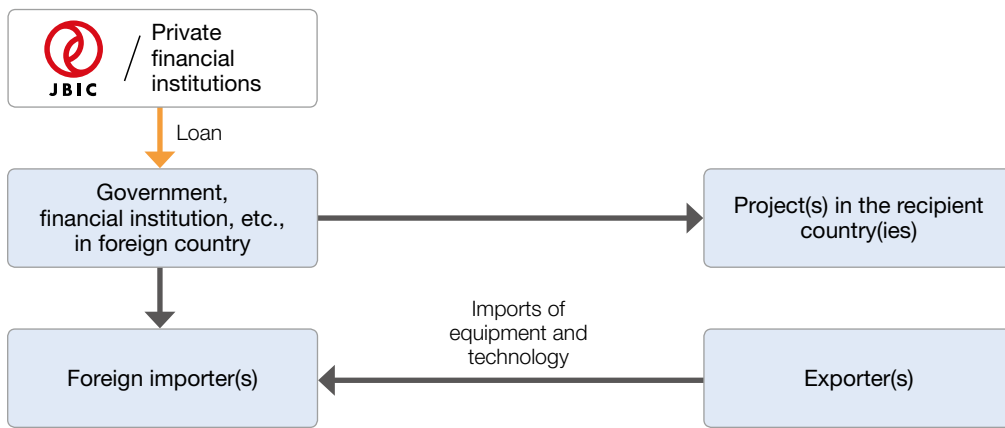 Private
financial
institutions
JBIC
Loan
Government,
financial institution, etc.,
in foreign country
Project(s) in the recipient
country(ies)
Imports of
equipment and
technology
Foreign importer(s)
Exporter(s)